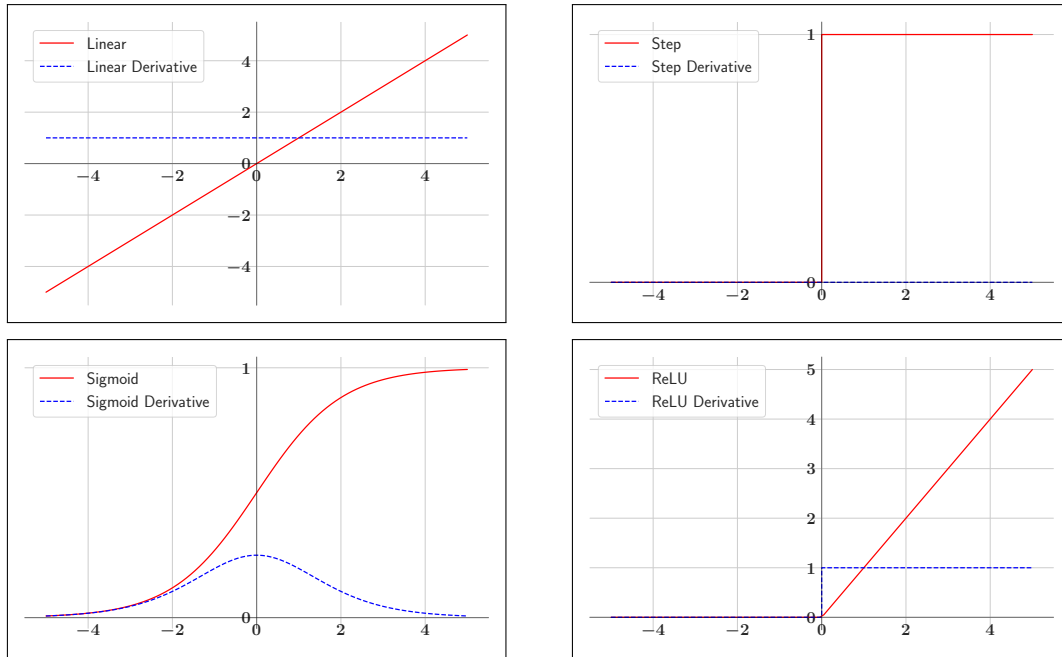 Linear
Linear Derivative
4
2
0
−2
−4
−4 −2 0 2 4
Step
Step Derivative
1
0
−4 −2 0 2 4
Sigmoid
Sigmoid Derivative
1
0
−4 −2 0 2 4
ReLU
ReLU Derivative
5
4
3
2
1
0
−4 −2 0 2 4